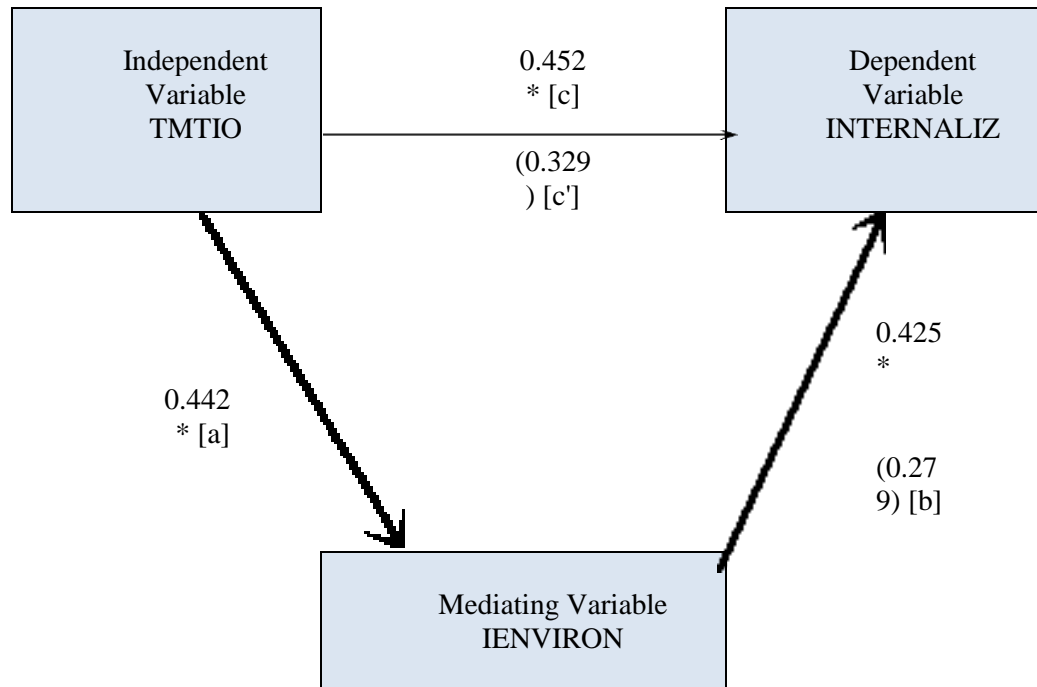 Independent
Variable
TMTIO
0.452
* [c]
(0.329
) [c']
Dependent
Variable
INTERNALIZ
0.442
* [a]
0.425
*
(0.27
9) [b]
Mediating Variable
IENVIRON